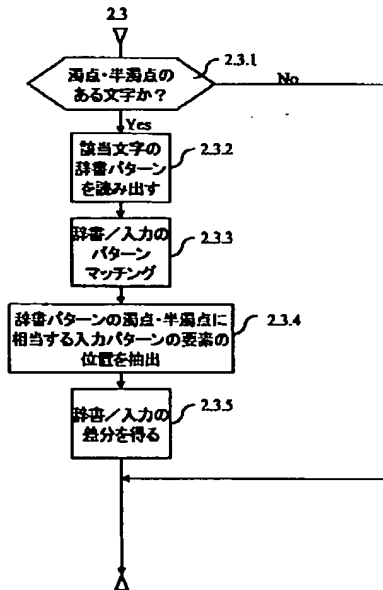 2.3
濁点・半濁点の
ある文字か?
2.3.1
No
Yes
該当文字の
辞書パターン
を読み出す
2.3.2
辞書/入力の
パターン
マッチング
2.3.3
辞書パターンの濁点・半濁点に
相当する入力パターンの要素の
位置を抽出
2.3.4
辞書/入力の
差分を得る
2.3.5